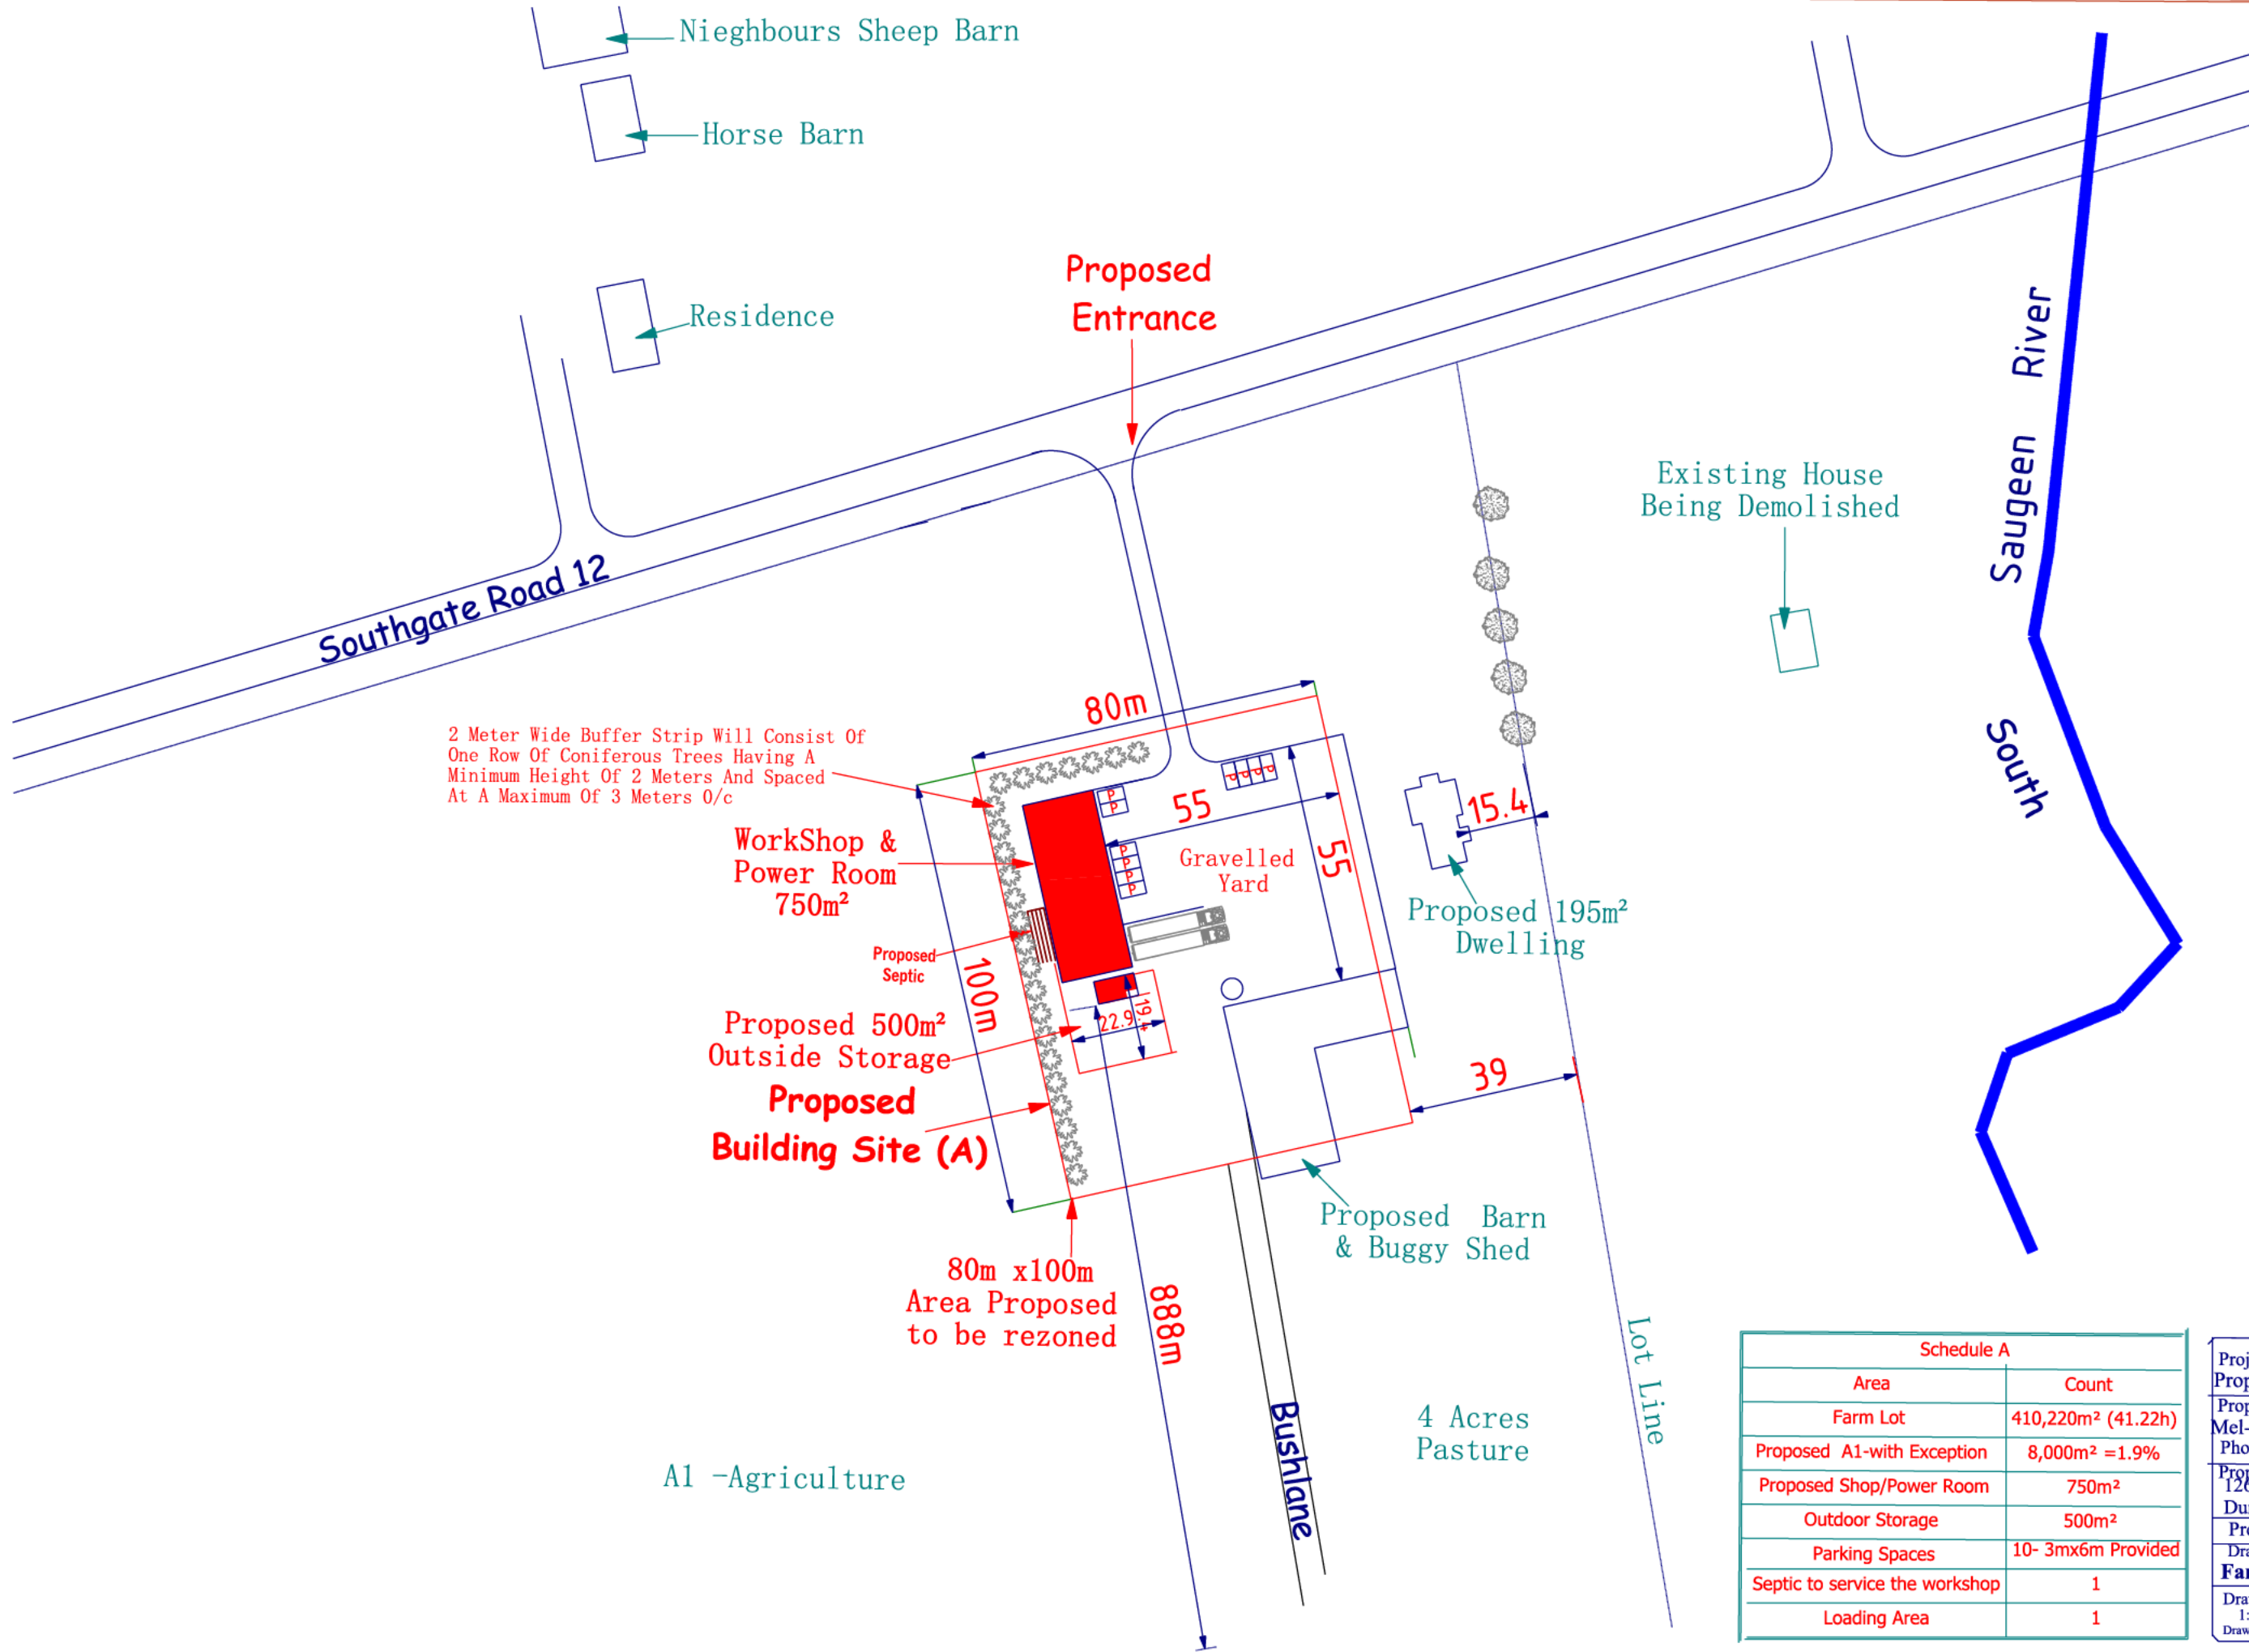 Nieghbours Sheep Barn
Horse Barn
Residence
Proposed
Entrance
Southgate Road 12
Existing House
Being Demolished
South Saugeen River
2 Meter Wide Buffer Strip Will Consist Of
One Row Of Coniferous Trees Having A
Minimum Height Of 2 Meters And Spaced
At A Maximum Of 3 Meters O/c
80m
P
P
P P P P
55
55
P
P
P
P
Gravelled
Yard
15.4
WorkShop &
Power Room
750m²
Proposed 195m²
Dwelling
Proposed
Septic
100m
Proposed 500m²
Outside Storage
22.9
19.4
39
Proposed
Building Site (A)
Proposed Barn
& Buggy Shed
80m x100m
Area Proposed
to be rezoned
888m
Bushlane
Lot Line
4 Acres
Pasture
A1 -Agriculture
Schedule A
Area Count
Farm Lot 410,220m² (41.22h)
Proposed A1-with Exception 8,000m² =1.9%
Proposed Shop/Power Room 750m²
Outdoor Storage 500m²
Parking Spaces 10- 3mx6m Provided
Septic to service the workshop 1
Loading Area 1